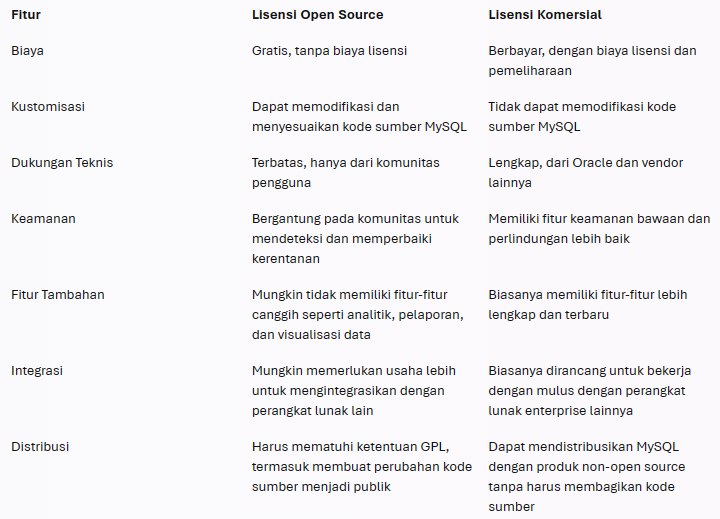 Fitur Lisensi Open Source Lisensi Komersial
Biaya Gratis, tanpa biaya lisensi Berbayar, dengan biaya lisensi dan
pemeliharaan
Kustomisasi Dapat memodifikasi dan Tidak dapat memodifikasi kode
menyesuaikan kode sumber MySQL sumber MySQL
Dukungan Teknis Terbatas, hanya dari komunitas Lengkap, dari Oracle dan vendor
pengguna lainnya
Keamanan Bergantung pada komunitas untuk Memiliki fitur keamanan bawaan dan
mendeteksi dan memperbaiki perlindungan lebih baik
kerentanan
Fitur Tambahan Mungkin tidak memiliki fitur-fitur Biasanya memiliki fitur-fitur lebih
canggih seperti analitik, pelaporan, lengkap dan terbaru
dan visualisasi data
Integrasi Mungkin memerlukan usaha lebih Biasanya dirancang untuk bekerja
untuk mengintegrasikan dengan dengan mulus dengan perangkat
perangkat lunak lain lunak enterprise lainnya
Distribusi Harus mematuhi ketentuan GPL, Dapat mendistribusikan MySQL
termasuk membuat perubahan kode dengan produk non-open source
sumber menjadi publik tanpa harus membagikan kode
sumber